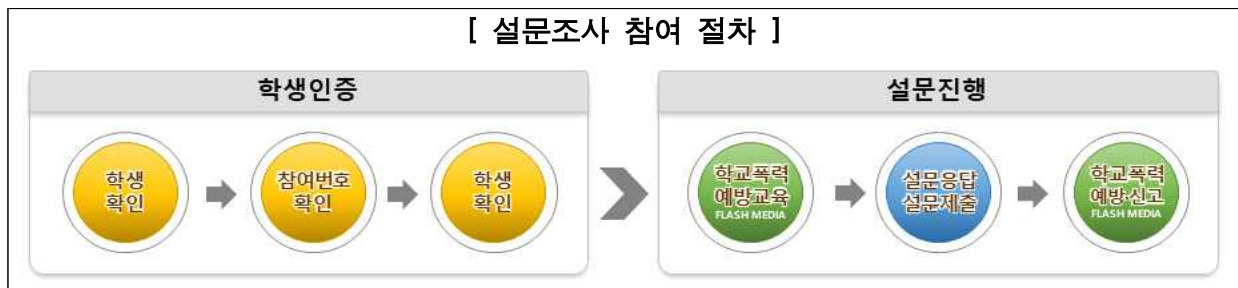 [ 설문조사 참여 절차 ]
학생인증
학생
확인
참여번호
확인
학생
확인
설문진행
학교폭력
예방교육
FLASH MEDIA
설문응답
설문제출
학교폭력
예방·신고
FLASH MEDIA